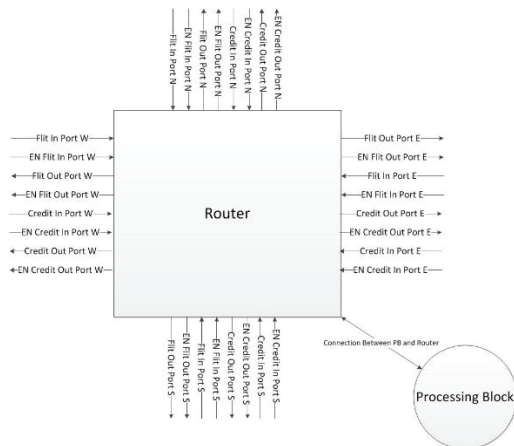 Flit In Port N
EN Flit In Port N
Flit Out Port N
EN Flit Out Port N
Credit In Port N
EN Credit In Port N
Credit Out Port N
EN Credit Out Port N
Flit In Port W
EN Flit In Port W
Flit Out Port W
EN Flit Out Port W
Credit In Port W
EN Credit In Port W
Credit Out Port W
EN Credit Out Port W
Router
Flit Out Port E
EN Flit Out Port E
Flit In Port E
EN Flit In Port E
Credit Out Port E
EN Credit Out Port E
Credit In Port E
EN Credit In Port E
Flit Out Port S
EN Flit Out Port S
Flit In Port S
EN Flit In Port S
Credit Out Port S
EN Credit Out Port S
Credit In Port S
EN Credit In Port S
Connection Between PB and Router
Processing Block